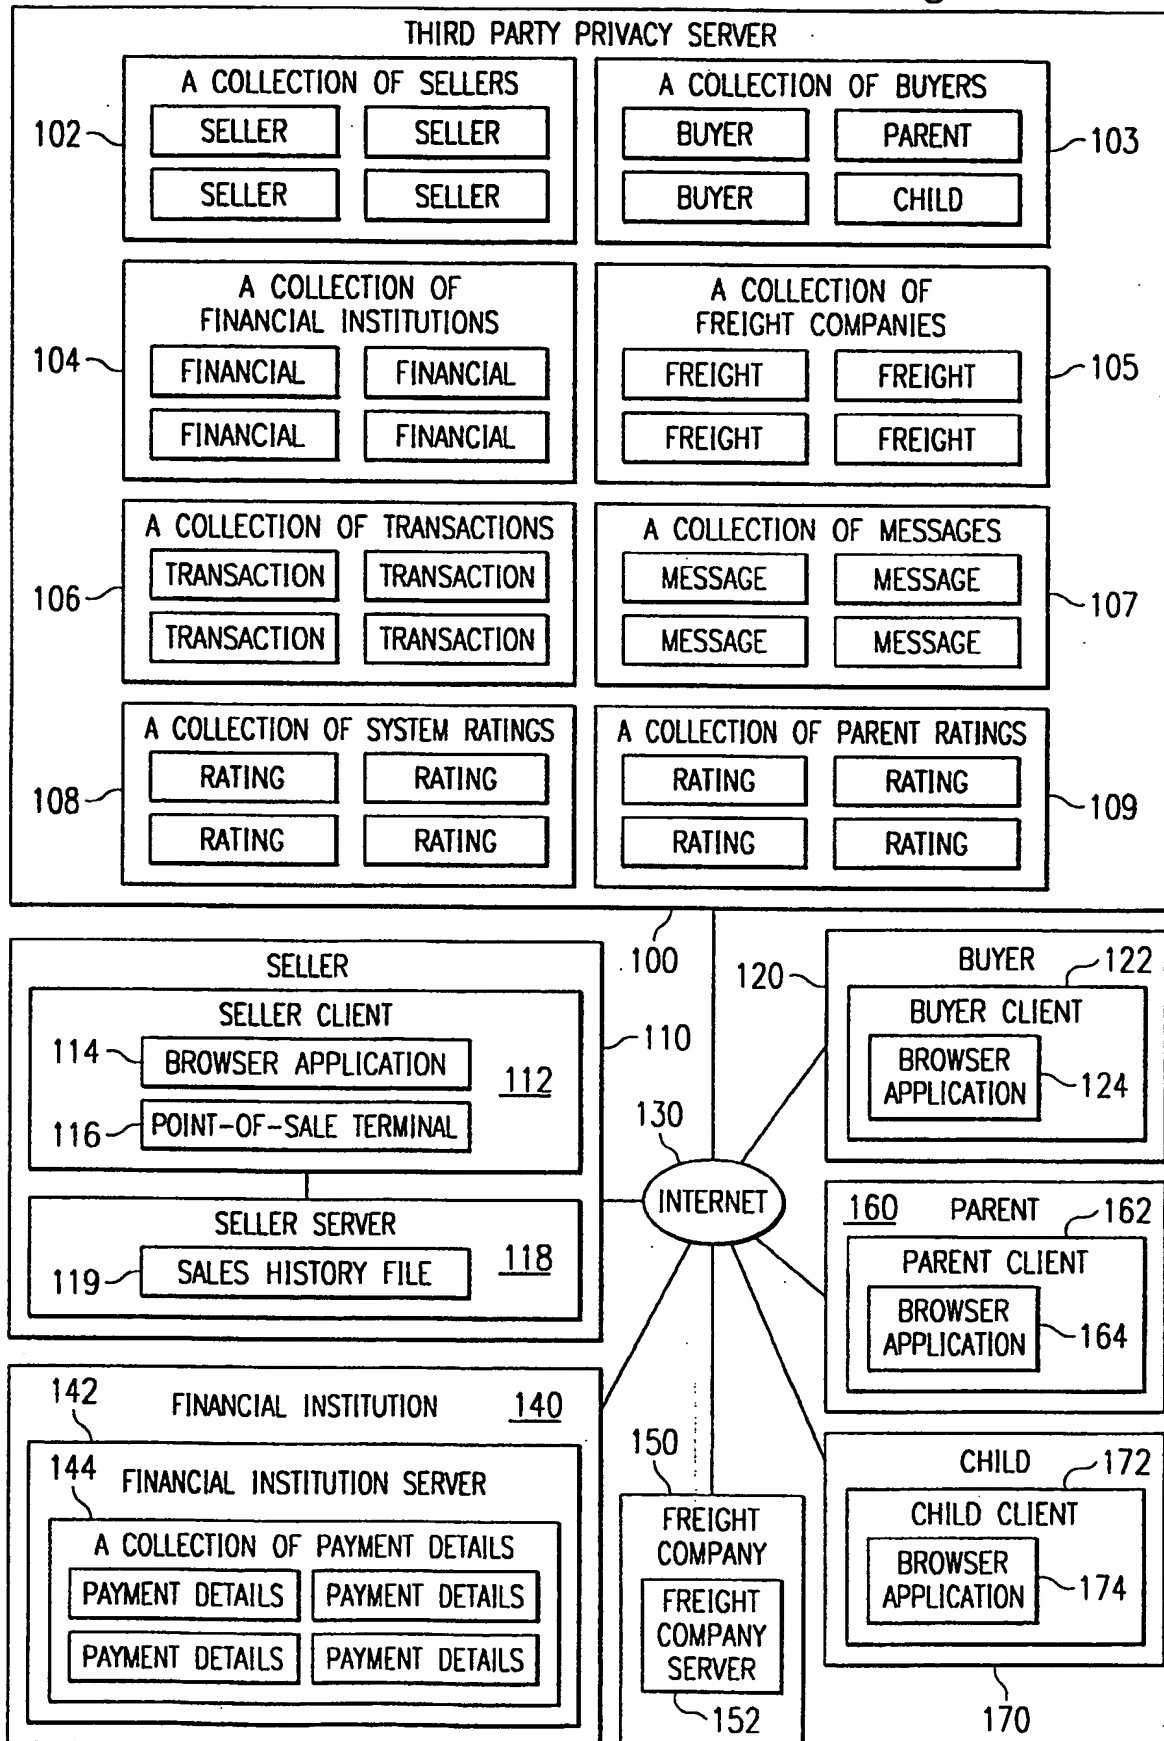 THIRD PARTY PRIVACY SERVER
A COLLECTION OF SELLERS
SELLER SELLER
SELLER SELLER
102
A COLLECTION OF BUYERS
BUYER PARENT
BUYER CHILD
103
A COLLECTION OF
FINANCIAL INSTITUTIONS
FINANCIAL FINANCIAL
FINANCIAL FINANCIAL
104
A COLLECTION OF
FREIGHT COMPANIES
FREIGHT FREIGHT
FREIGHT FREIGHT
105
A COLLECTION OF TRANSACTIONS
TRANSACTION TRANSACTION
TRANSACTION TRANSACTION
106
A COLLECTION OF MESSAGES
MESSAGE MESSAGE
MESSAGE MESSAGE
107
A COLLECTION OF SYSTEM RATINGS
RATING RATING
RATING RATING
108
A COLLECTION OF PARENT RATINGS
RATING RATING
RATING RATING
109
100
SELLER
110
SELLER CLIENT
114
BROWSER APPLICATION
112
116
POINT-OF-SALE TERMINAL
SELLER SERVER
119
SALES HISTORY FILE
118
130
INTERNET
120
BUYER
122
BUYER CLIENT
BROWSER
APPLICATION
124
160
PARENT
162
PARENT CLIENT
BROWSER
APPLICATION
164
142
FINANCIAL INSTITUTION
140
144
FINANCIAL INSTITUTION SERVER
A COLLECTION OF PAYMENT DETAILS
PAYMENT DETAILS PAYMENT DETAILS
PAYMENT DETAILS PAYMENT DETAILS
150
FREIGHT
COMPANY
FREIGHT
COMPANY
SERVER
152
CHILD
172
CHILD CLIENT
BROWSER
APPLICATION
174
170